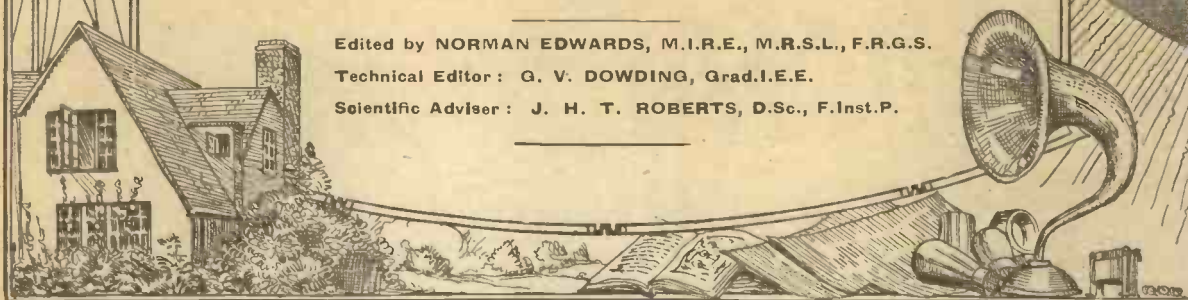 Edited by NORMAN EDWARDS, M.I.R.E., M.R.S.L., F.R.G.S.
Technical Editor: G. V. DOWDING, Grad.I.E.E.
Scientific Adviser: J. H. T. ROBERTS, D.Sc., F.Inst.P.